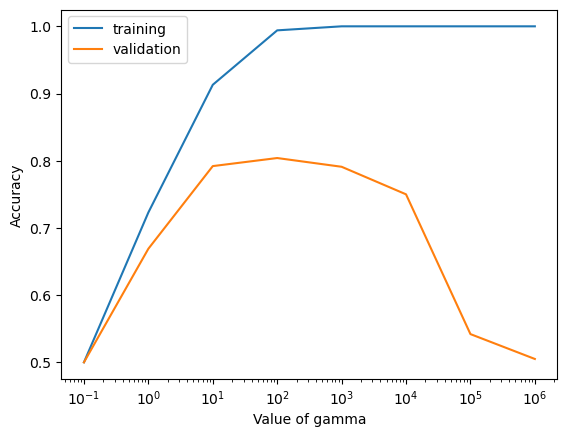 training
validation
1.0
0.9
0.8
0.7
0.6
0.5
Accuracy
10⁻¹ 10⁰ 10¹ 10² 10³ 10⁴ 10⁵ 10⁶
Value of gamma